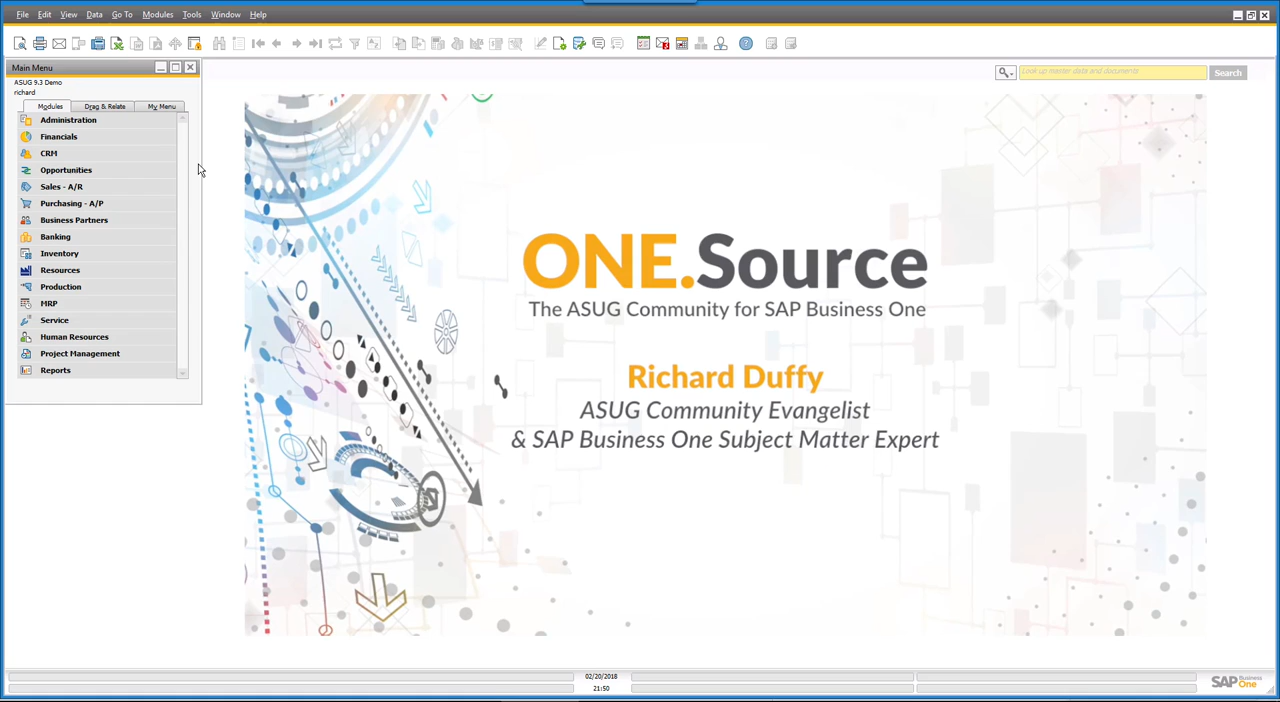 File Edit View Data Go To Modules Tools Window Help
Main Menu
ASUG 9.3 Demo
richard
Modules Drag & Relate My Menu
Administration
Financials
CRM
Opportunities
Sales - A/R
Purchasing - A/P
Business Partners
Banking
Inventory
Resources
Production
MRP
Service
Human Resources
Project Management
Reports
Look up master data and documents Search
ONE.Source
The ASUG Community for SAP Business One
Richard Duffy
ASUG Community Evangelist
& SAP Business One Subject Matter Expert
02/20/2018
21:50
SAP Business One